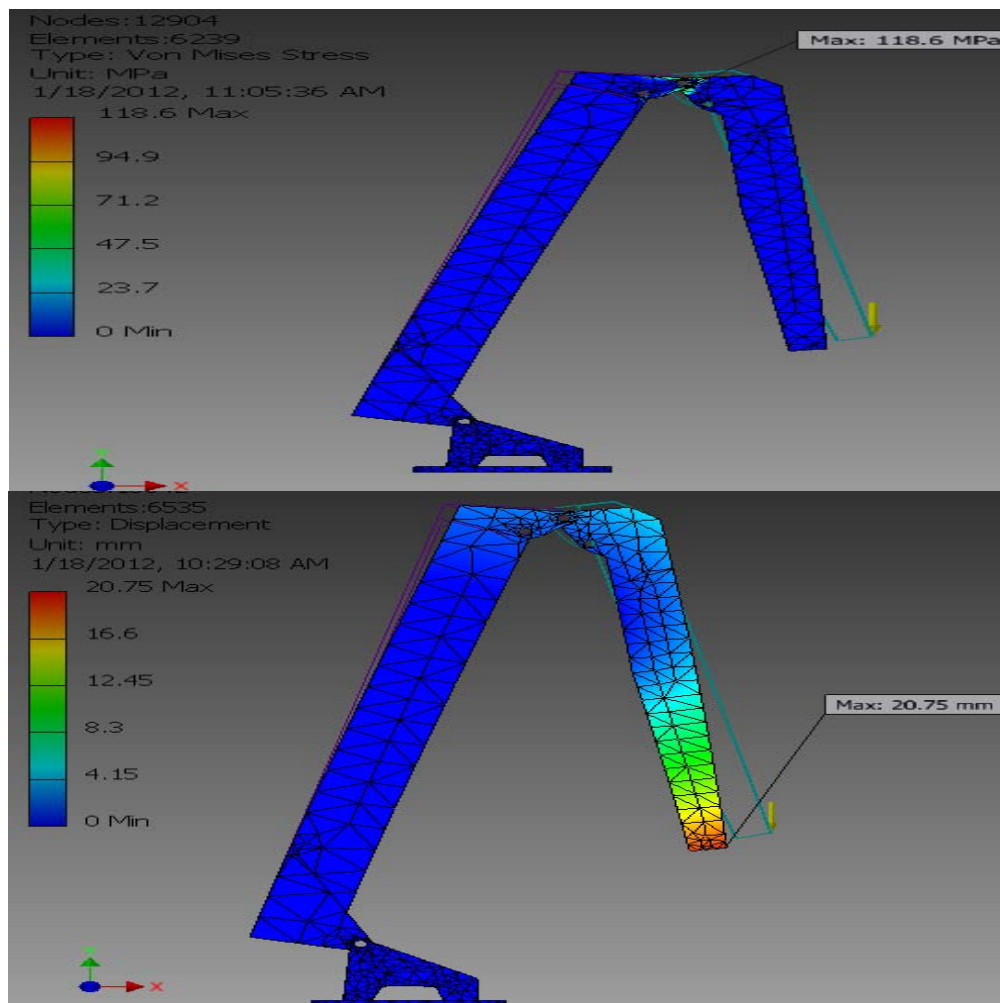 Nodes:12904
Elements:6239
Type: Von Mises Stress
Unit: MPa
1/18/2012, 11:05:36 AM
118.6 Max
94.9
71.2
47.5
23.7
0 Min
Max: 118.6 MPa
X
Elements:6535
Type: Displacement
Unit: mm
1/18/2012, 10:29:08 AM
20.75 Max
16.6
12.45
8.3
4.15
0 Min
Max: 20.75 mm
X